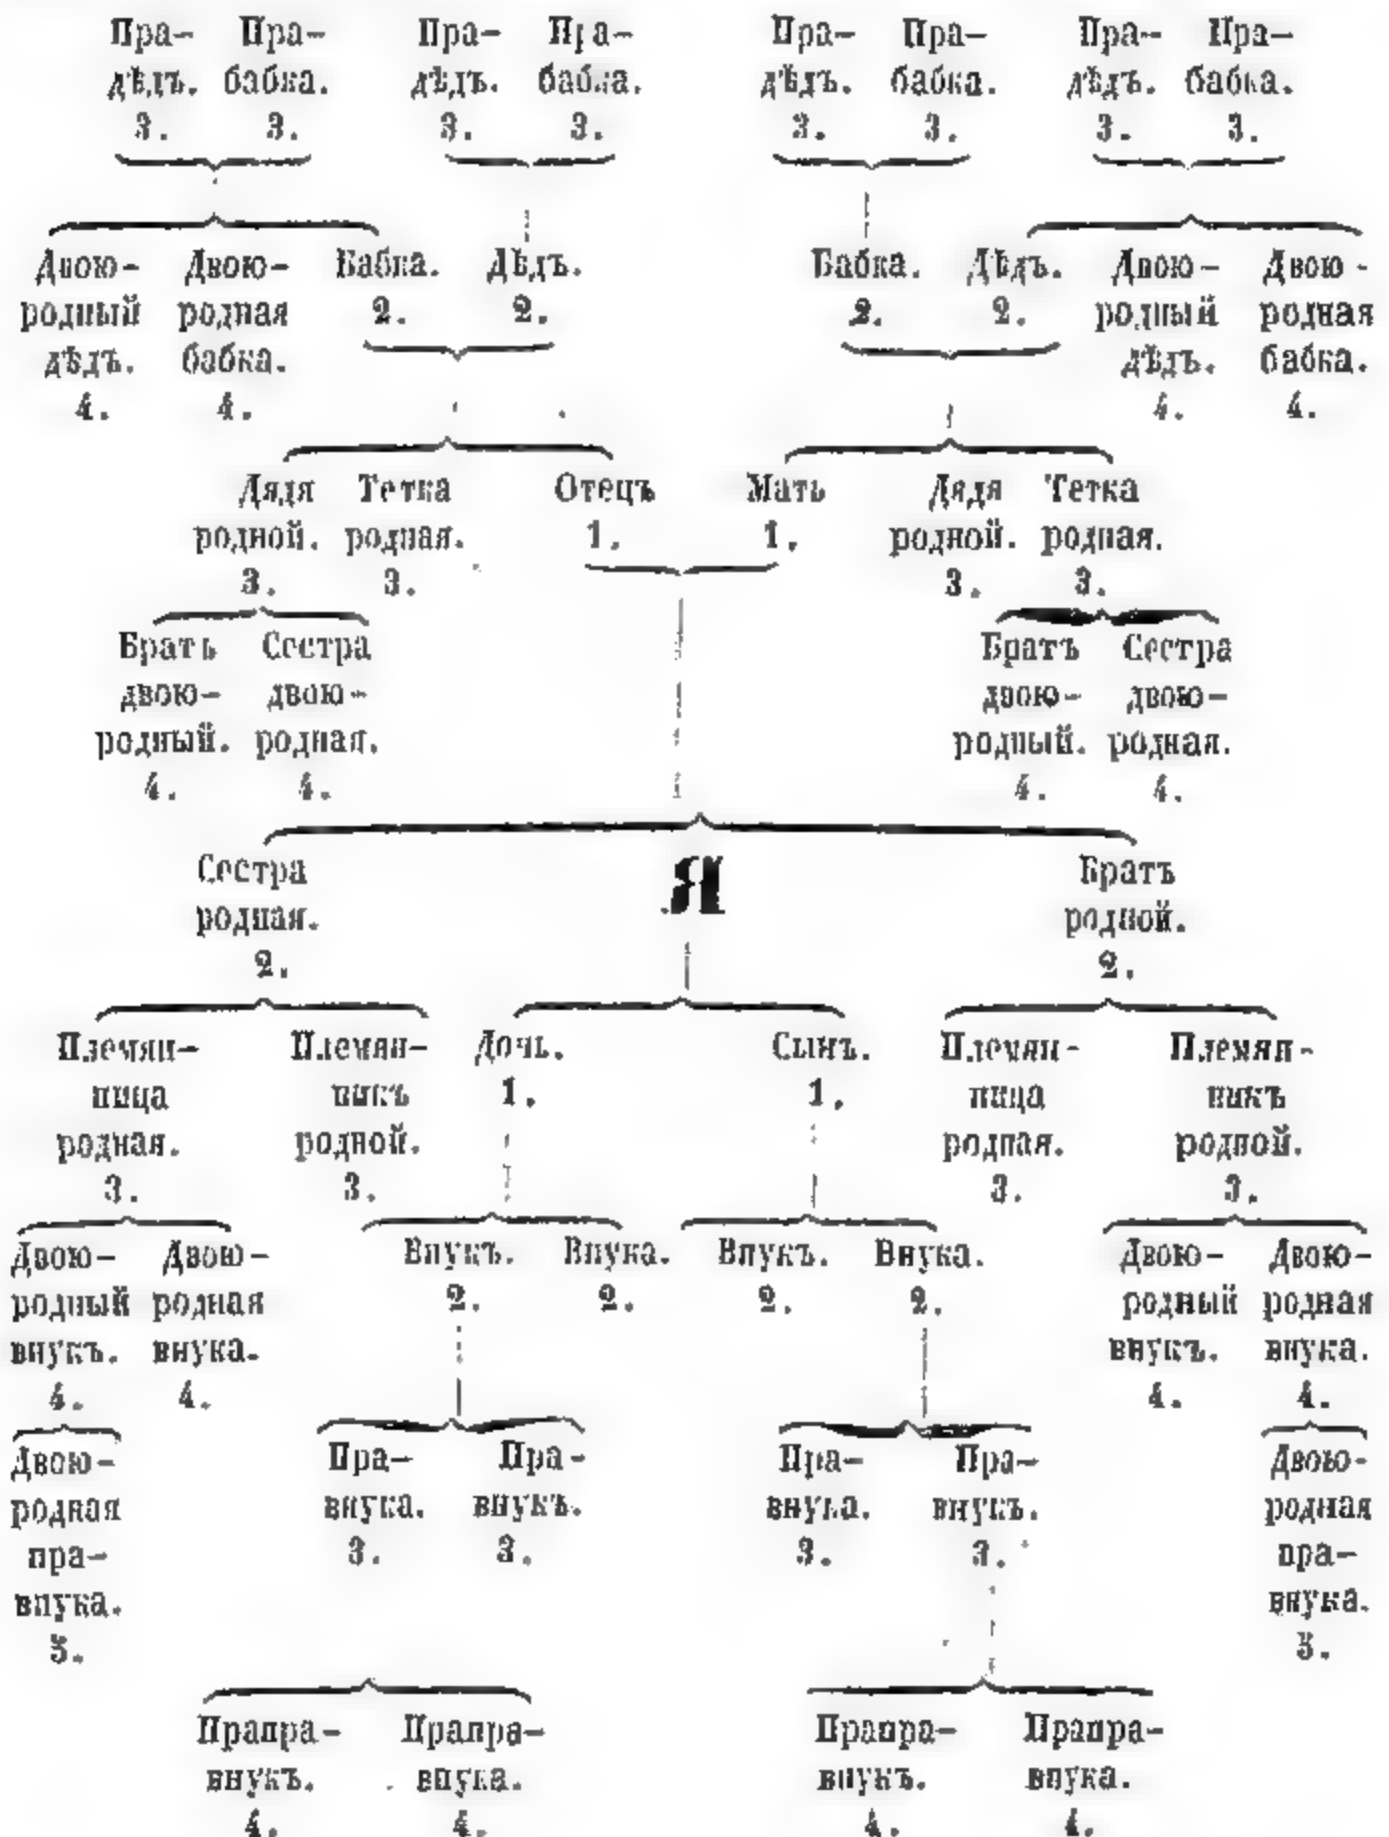 Пра- Пра- Пра- Пра- Пра- Пра- Пра- Пра-
дѣдъ. бабка. дѣдъ. бабка. дѣдъ. бабка. дѣдъ. бабка.
3. 3. 3. 3. 3. 3. 3. 3.
Двою- Двою- Бабка. Дѣдъ. Бабка. Дѣдъ. Двою- Двою-
родный родная 2. 2. 2. 2. родный родная
дѣдъ. бабка. дѣдъ. бабка.
4. 4. 4. 4.
Дядя Тетка Отецъ Мать Дядя Тетка
родной. родная. 1. 1. родной. родная.
3. 3. 3. 3.
Братъ Сестра Братъ Сестра
двою- двою- двою- двою-
родный. родная. родный. родная.
4. 4. 4. 4.
Сестра Я Братъ
родная. родной.
2. 2.
Племян- Племян- Дочь. Сынъ. Племян- Племян-
ница никъ 1. 1. ница никъ
родная. родной. родная. родной.
3. 3. 3. 3.
Двою- Двою- Внукъ. Внука. Внукъ. Внука. Двою- Двою-
родный родная 2. 2. 2. 2. родный родная
внукъ. внука. внукъ. внука.
4. 4. 4. 4.
Двою- Пра- Пра- Пра- Пра- Двою-
родная внука. внукъ. внука. внукъ. родная
пра- 3. 3. 3. 3. пра-
внука. внука.
5. 5.
Прапра- Прапра- Прапра- Прапра-
внукъ. внука. внукъ. внука.
4. 4. 4. 4.